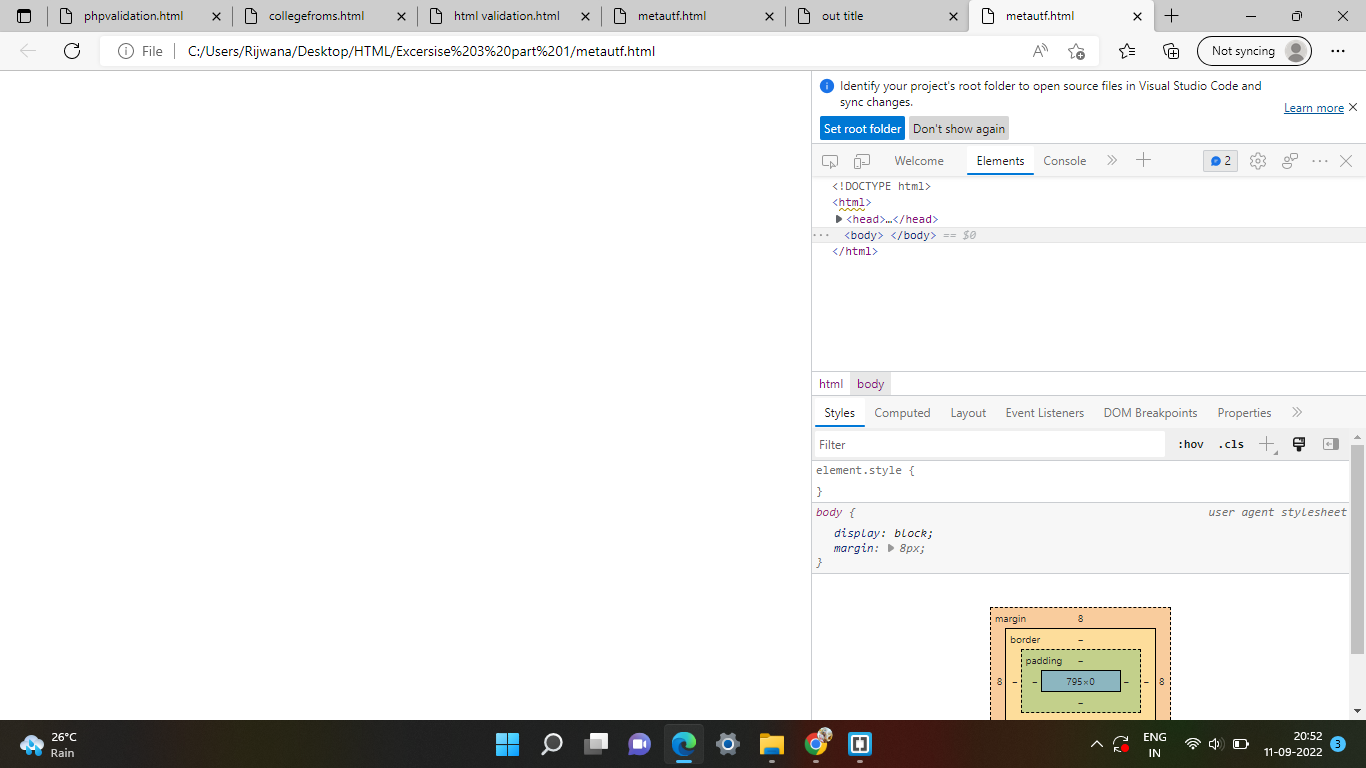 phpvalidation.html collegefroms.html html validation.html metautf.html out title metautf.html
File C:/Users/Rijwana/Desktop/HTML/Excersise%203%20part%201/metautf.html Not syncing
Identify your project's root folder to open source files in Visual Studio Code and
sync changes.
Learn more
Set root folder Don't show again
Welcome Elements Console 2
<!DOCTYPE html>
<html>
<head>…</head>
<body> </body> == $0
</html>
html body
Styles Computed Layout Event Listeners DOM Breakpoints Properties
Filter :hov .cls
element.style {
}
body { user agent stylesheet
display: block;
margin: 8px;
}
margin 8
border –
padding –
8 – – 795×0 – – 8
–
26°C
Rain
ENG
IN
20:52
11-09-2022
3